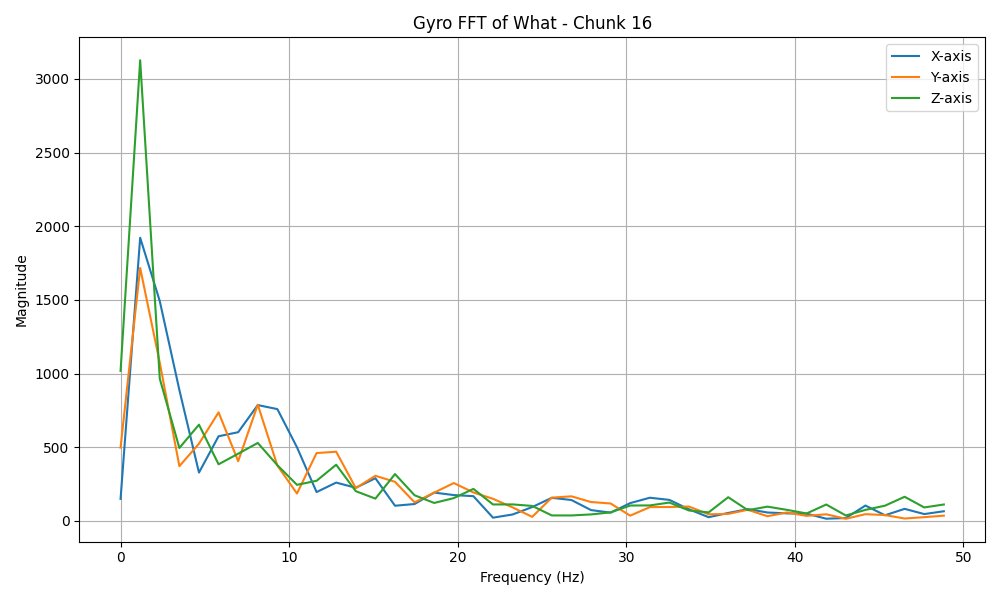 Gyro FFT of What - Chunk 16
X-axis
Y-axis
Z-axis
3000
2500
2000
1500
1000
500
0
Magnitude
0 10 20 30 40 50
Frequency (Hz)